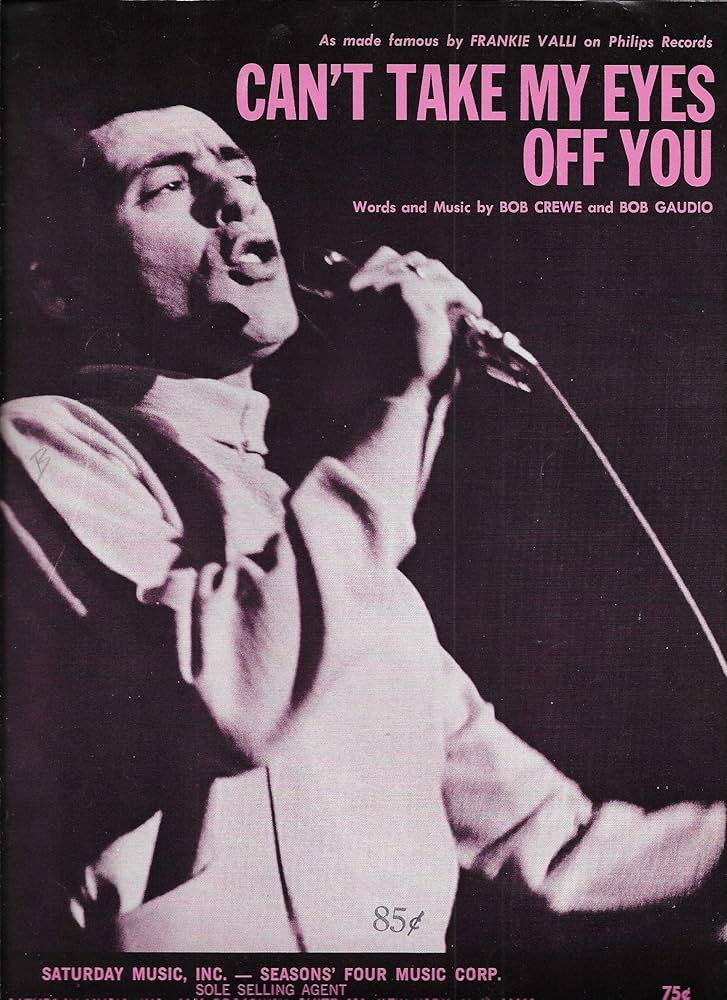 As made famous by FRANKIE VALLI on Philips Records
CAN'T TAKE MY EYES
OFF YOU
Words and Music by BOB CREWE and BOB GAUDIO
B
85¢
SATURDAY MUSIC, INC. — SEASONS' FOUR MUSIC CORP.
SOLE SELLING AGENT
75¢